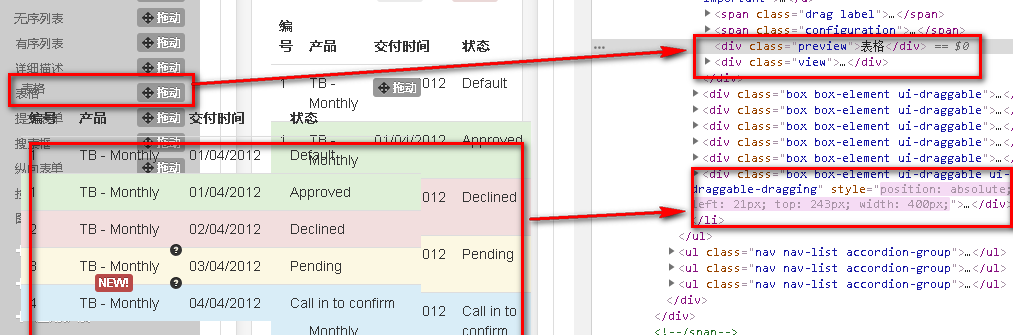 无序列表 拖动
有序列表 拖动
详细描述 拖动
表格
表格 拖动
搜索框
纵向表单 拖动
编号 产品 交付时间 状态
1 TB - Monthly 01/04/2012 Default
1 TB - Monthly 01/04/2012 Approved
2 TB - Monthly 02/04/2012 Declined
3 TB - Monthly 03/04/2012 Pending
NEW!
4 TB - Monthly 04/04/2012 Call in to confirm
编
号 产品 交付时间 状态
1 TB -
Monthly 拖动 012 Default
1 TB -
Monthly 01/04/2012 Approved
012 Declined
012 Pending
012 Call in to
confirm
Monthly
<span class="drag label">…</span>
<span class="configuration">…</span>
<div class="preview">表格</div> == $0
<div class="view">…</div>
</div>
<div class="box box-element ui-draggable">…</
<div class="box box-element ui-draggable">…</
<div class="box box-element ui-draggable">…</
<div class="box box-element ui-draggable">…</
<div class="box box-element ui-draggable">…</
<div class="box box-element ui-draggable ui-
draggable-dragging" style="position: absolute;
left: 21px; top: 243px; width: 400px;">…</div>
</li>
</ul>
<ul class="nav nav-list accordion-group">…</ul>
<ul class="nav nav-list accordion-group">…</ul>
<ul class="nav nav-list accordion-group">…</ul>
</div>
</div>
<!--/span-->